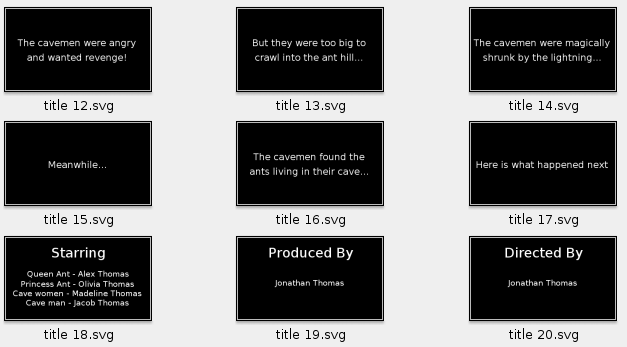 The cavemen were angry
and wanted revenge!
title 12.svg
But they were too big to
crawl into the ant hill...
title 13.svg
The cavemen were magically
shrunk by the lightning...
title 14.svg
Meanwhile...
title 15.svg
The cavemen found the
ants living in their cave...
title 16.svg
Here is what happened next
title 17.svg
Starring
Queen Ant - Alex Thomas
Princess Ant - Olivia Thomas
Cave women - Madeline Thomas
Cave man - Jacob Thomas
title 18.svg
Produced By
Jonathan Thomas
title 19.svg
Directed By
Jonathan Thomas
title 20.svg